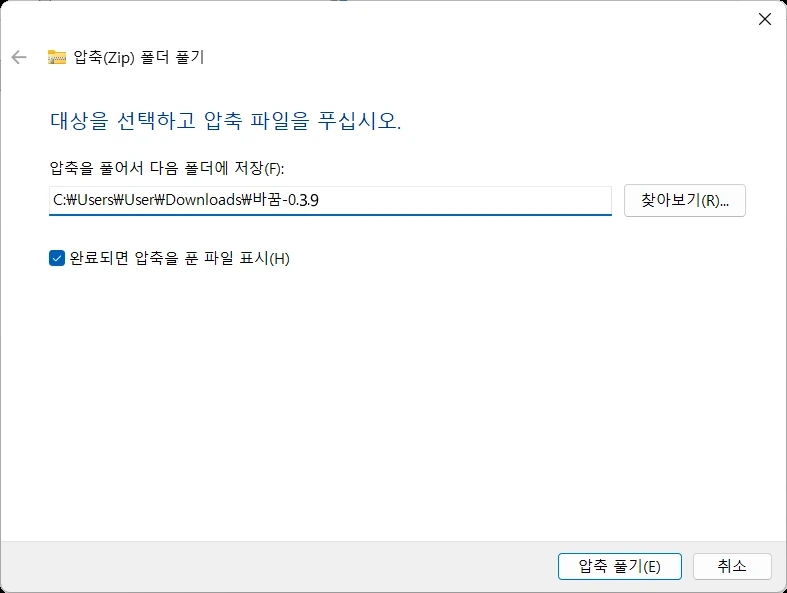 압축(Zip) 폴더 풀기
대상을 선택하고 압축 파일을 푸십시오.
압축을 풀어서 다음 폴더에 저장(F):
C:₩Users₩User₩Downloads₩바꿈-0.3.9
찾아보기(R)...
완료되면 압축을 푼 파일 표시(H)
압축 풀기(E)
취소